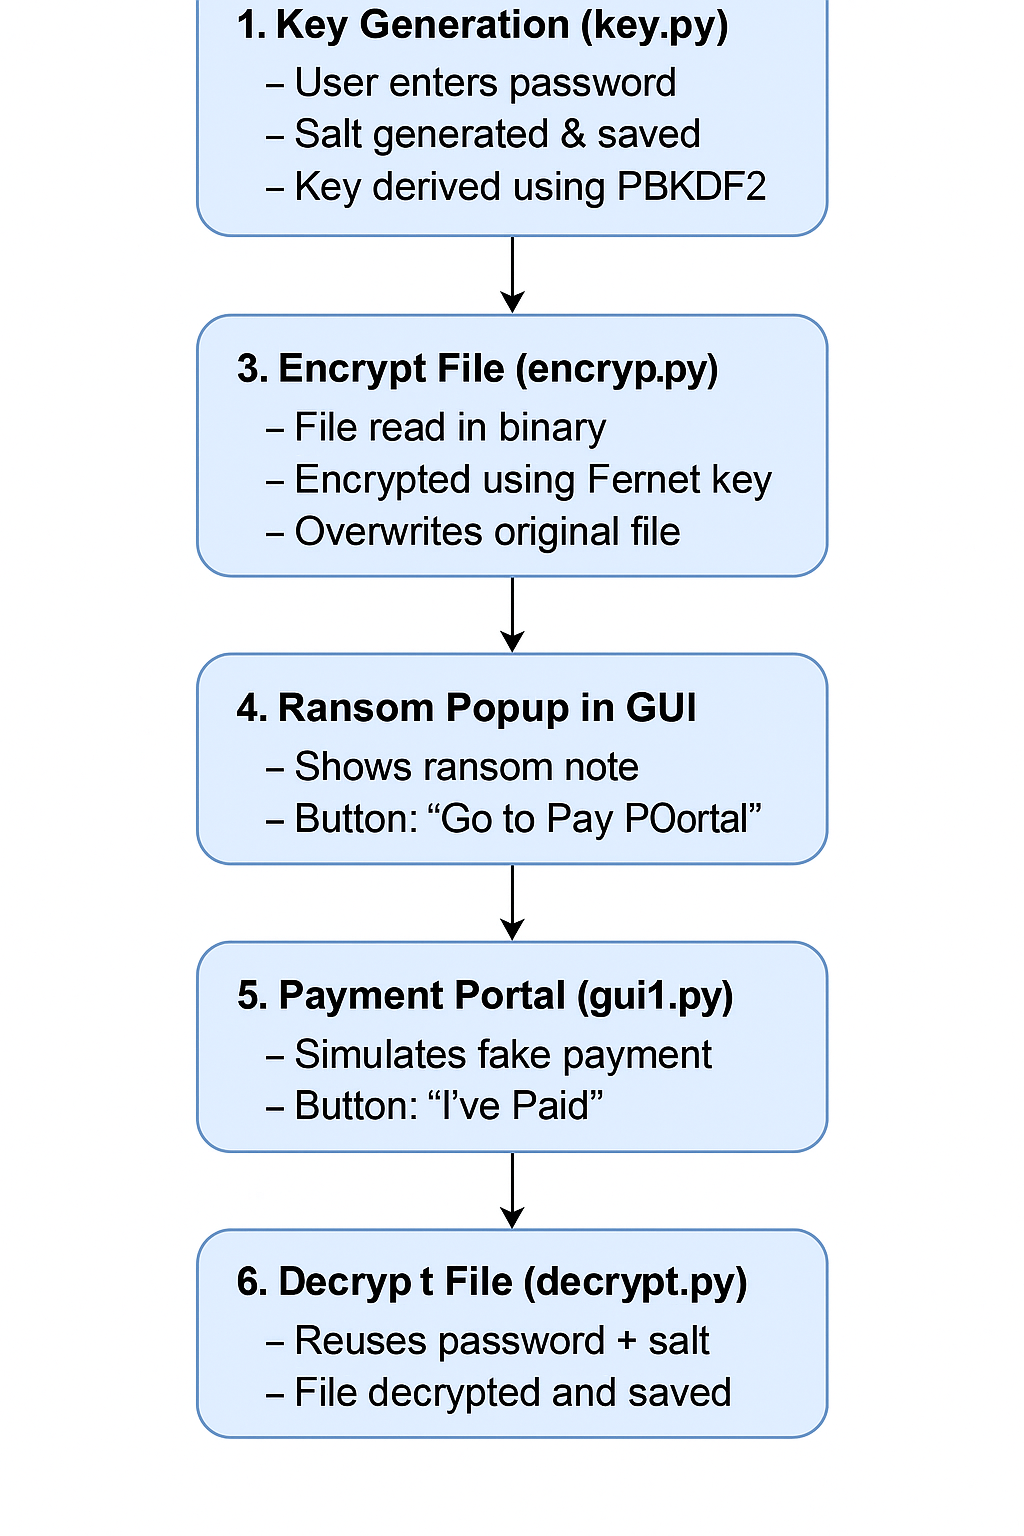 1. Key Generation (key.py)
– User enters password
– Salt generated & saved
– Key derived using PBKDF2
3. Encrypt File (encryp.py)
– File read in binary
– Encrypted using Fernet key
– Overwrites original file
4. Ransom Popup in GUI
– Shows ransom note
– Button: “Go to Pay POortal”
5. Payment Portal (gui1.py)
– Simulates fake payment
– Button: “I’ve Paid”
6. Decryp t File (decrypt.py)
– Reuses password + salt
– File decrypted and saved